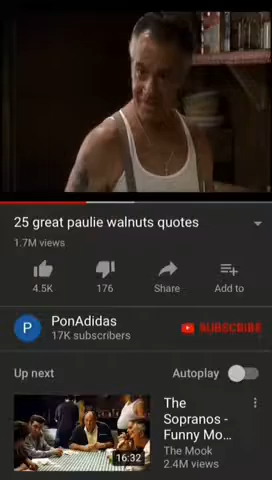 25 great paulie walnuts quotes
1.7M views
4.5K 176 Share Add to
PonAdidas
17K subscribers
SUBSCRIBE
Up next Autoplay
The
Sopranos -
Funny Mo...
The Mook
2.4M views
16:32
P